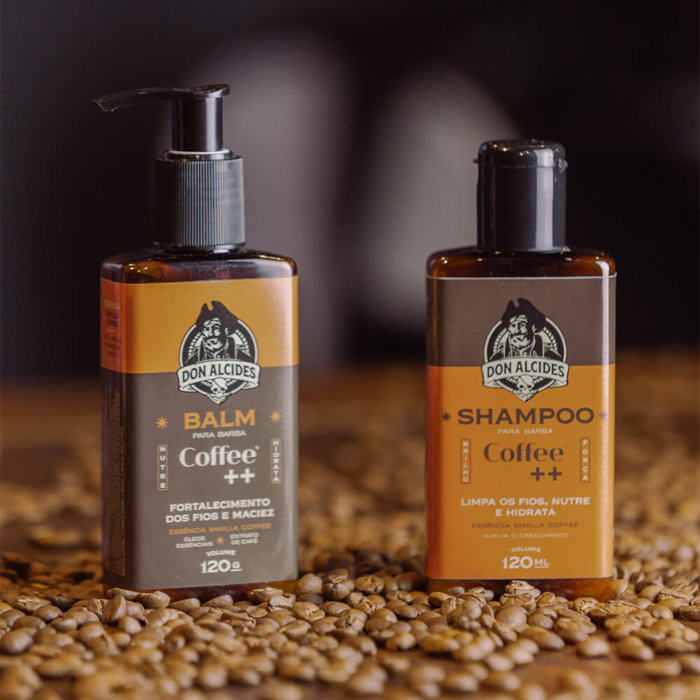 DON ALCIDES
BALM
PARA BARBA
NUTRE
Coffee
++
HIDRATA
FORTALECIMENTO
DOS FIOS E MACIEZ
ESSÊNCIA VANILLA COFFEE
ÓLEOS
ESSENCIAIS
EXTRATO
DE CAFÉ
VOLUME
120G
DON ALCIDES
SHAMPOO
PARA BARBA
BRILHO
Coffee
++
FORÇA
LIMPA OS FIOS, NUTRE
E HIDRATA
ESSÊNCIA VANILLA COFFEE
AUXILIA O CRESCIMENTO
VOLUME
120ML